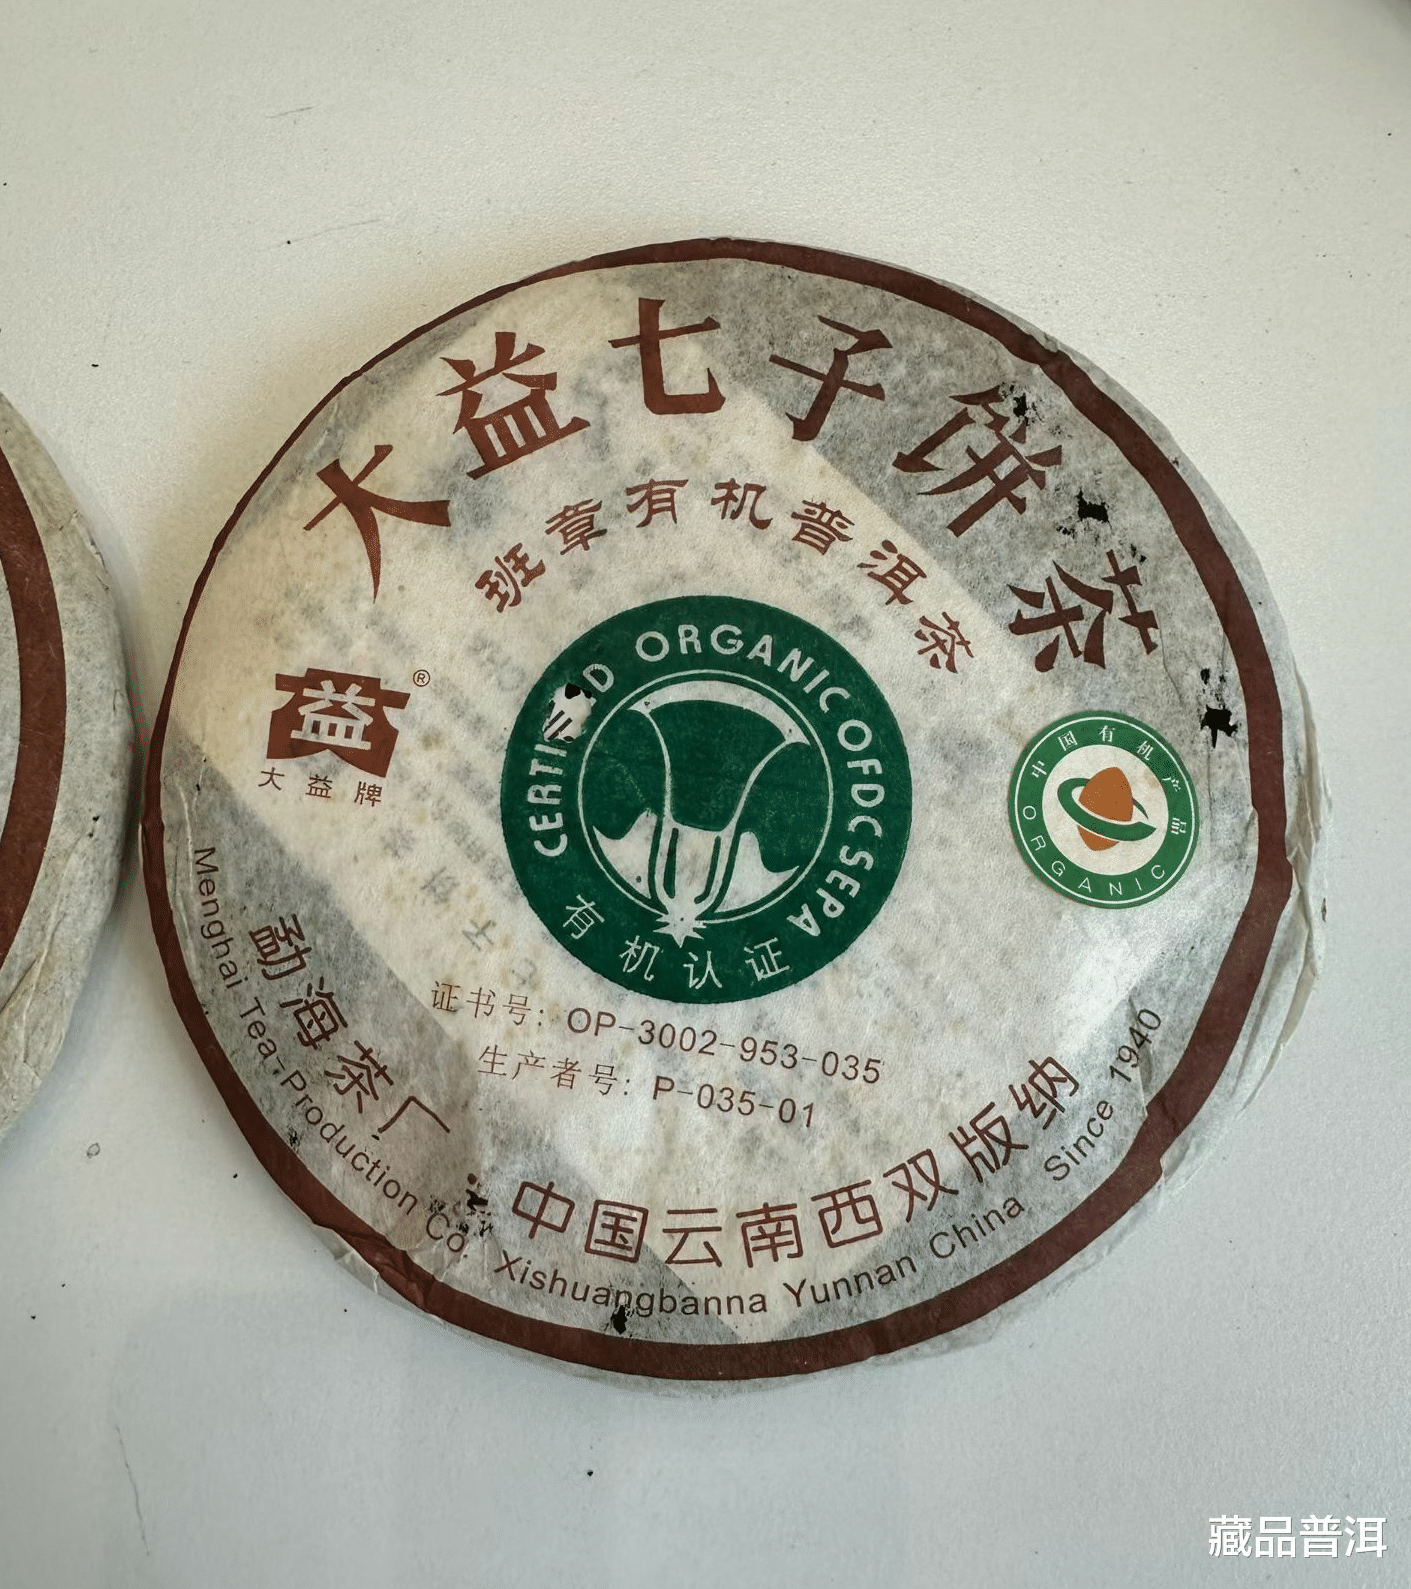 大益七子饼茶
班章有机普洱茶
CERTIFIED ORGANIC OFDC SEPA
有机认证
益®
大益牌
中国有机产品
ORGANIC
证书号：OP-3002-953-035
生产者号：P-035-01
勐海茶厂
中国云南西双版纳
Menghai Tea-Production Co. Xishuangbanna Yunnan China Since 1940
藏品普洱